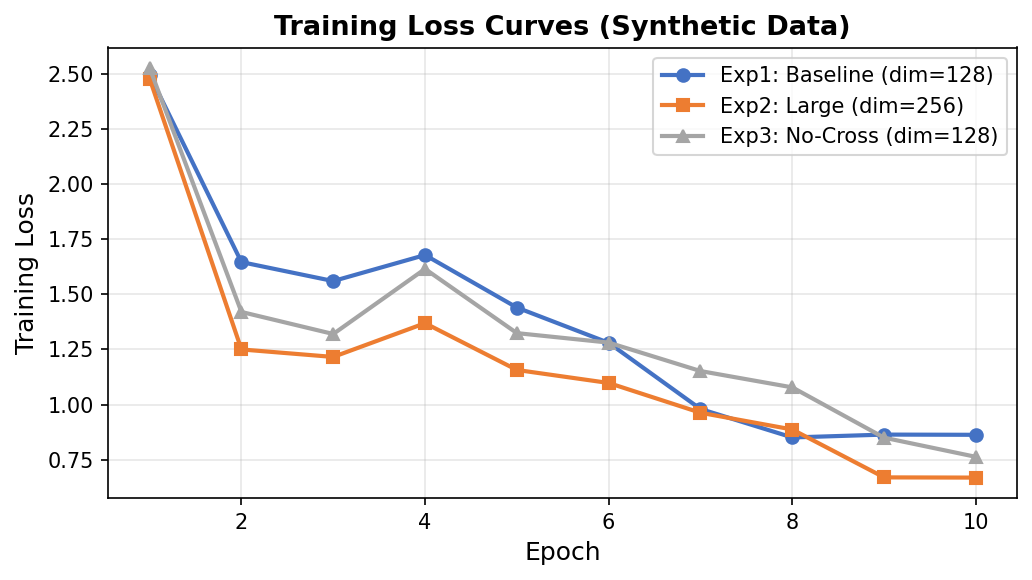 Training Loss Curves (Synthetic Data)
Exp1: Baseline (dim=128)
Exp2: Large (dim=256)
Exp3: No-Cross (dim=128)
Training Loss
2.50
2.25
2.00
1.75
1.50
1.25
1.00
0.75
2 4 6 8 10
Epoch